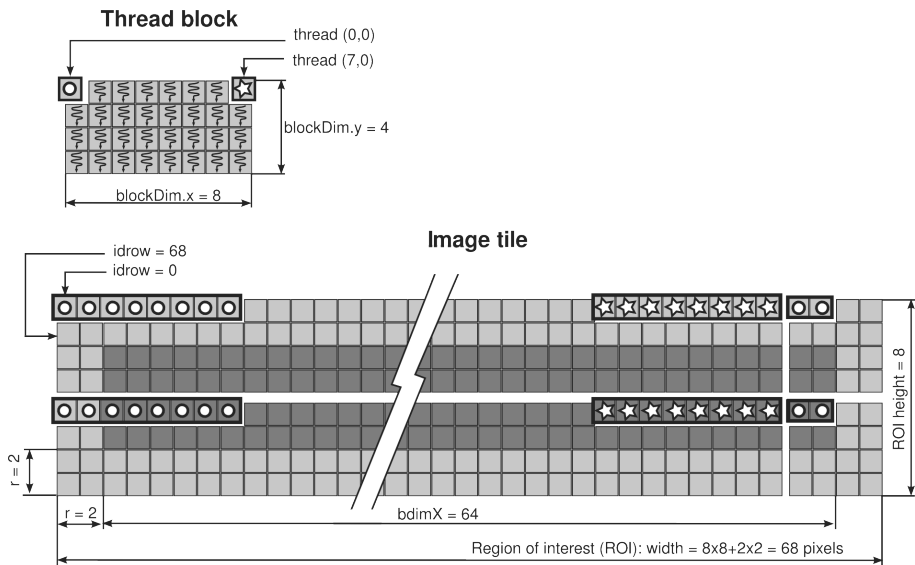 Thread block
thread (0,0)
thread (7,0)
blockDim.y = 4
blockDim.x = 8
Image tile
idrow = 68
idrow = 0
ROI height = 8
r = 2
r = 2
bdimX = 64
Region of interest (ROI): width = 8x8+2x2 = 68 pixels